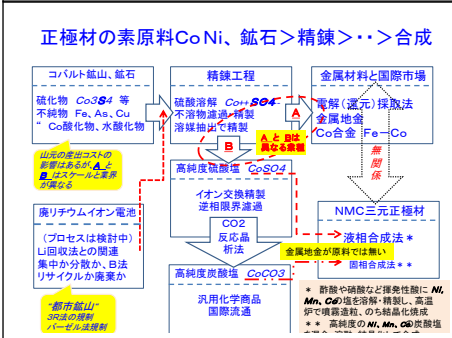 正極材の素原料CoNi、鉱石＞精錬＞・・＞合成
コバルト鉱山、鉱石
硫化物 Co3S4 等
不純物 Fe、As、Cu
“ Co酸化物、水酸化物
山元の産出コストの
影響はあるが、A と
B はスケールと業界
が異なる
精錬工程
硫酸溶解 Co++SO4--
不溶物濾過・精製
溶媒抽出で精製
A
B
A と Bは
異なる業種
金属材料と国際市場
電解（還元）採取法
金属地金
Co合金 Fe－Co
無関係
高純度硫酸塩 CoSO4
イオン交換精製
逆相限界濾過
CO2
反応晶
析法
高純度炭酸塩 CoCO3
汎用化学商品
国際流通
廃リチウムイオン電池
（プロセスは検討中）
Li回収法との関連
集中か分散か、B法
リサイクルか廃棄か
“都市鉱山”
3R法の規制
バーゼル法規制
NMC三元正極材
液相合成法＊
固相合成法＊＊
金属地金が原料では無い
＊ 酢酸や硝酸など揮発性酸に Ni,
Mn, Coの塩を溶解・精製し、高温
炉で噴霧造粒、のち結晶化焼成
＊＊ 高純度の Ni, Mn, Coの炭酸塩